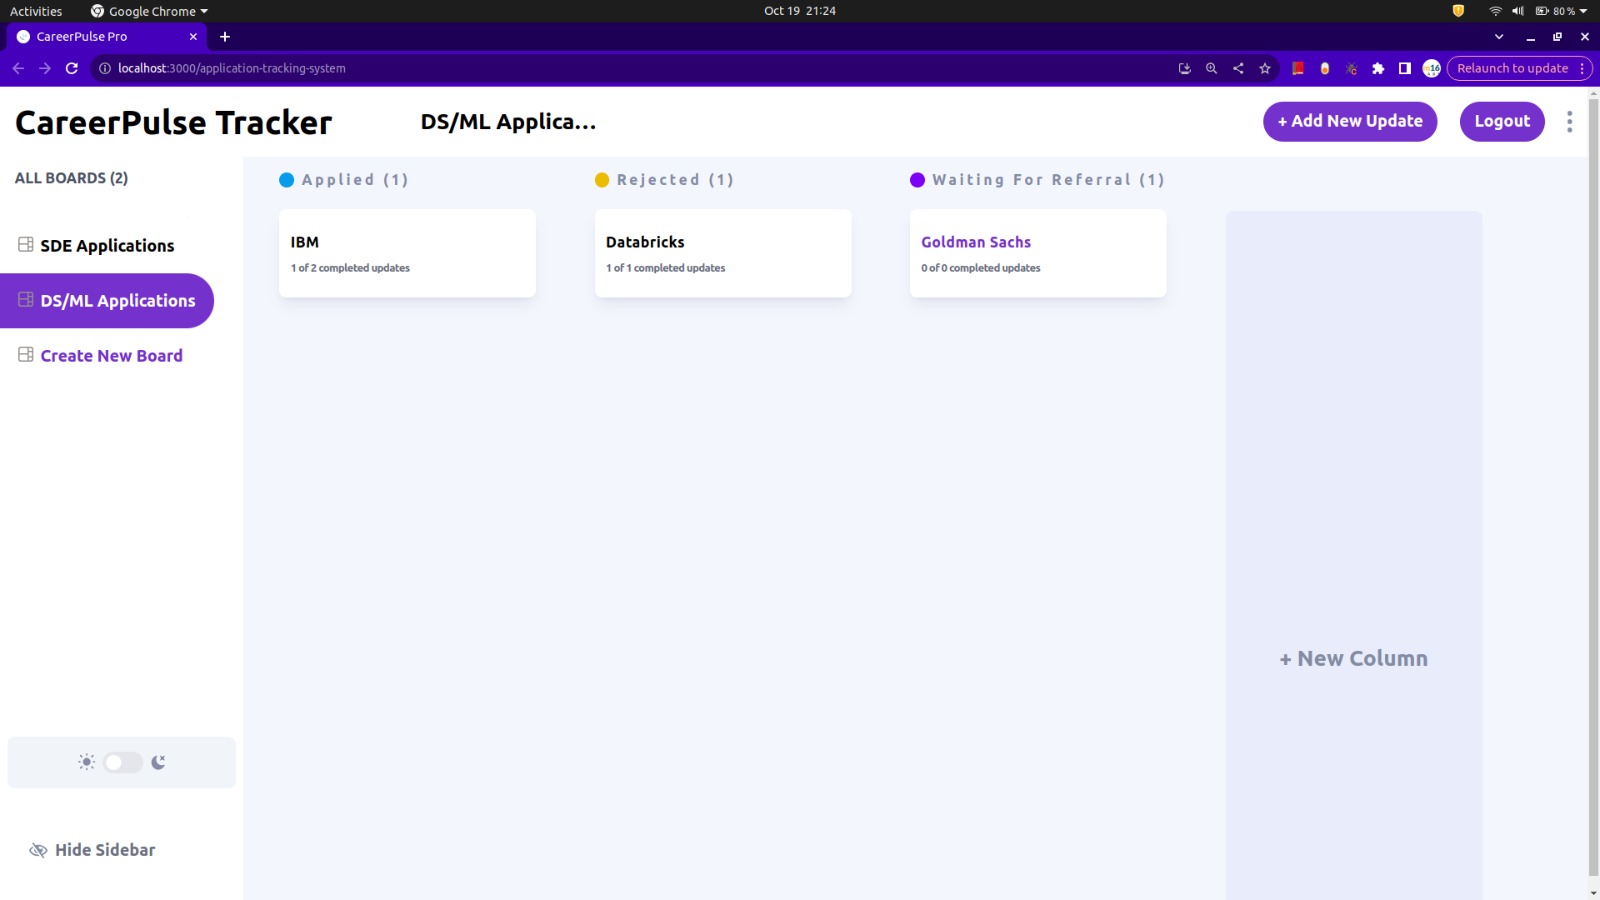 Activities
Google Chrome
Oct 19 21:24
80 %
CareerPulse Pro
localhost:3000/application-tracking-system
16
Relaunch to update
CareerPulse Tracker
DS/ML Applica...
+ Add New Update
Logout
ALL BOARDS (2)
SDE Applications
DS/ML Applications
Create New Board
Applied (1)
IBM
1 of 2 completed updates
Rejected (1)
Databricks
1 of 1 completed updates
Waiting For Referral (1)
Goldman Sachs
0 of 0 completed updates
+ New Column
Hide Sidebar